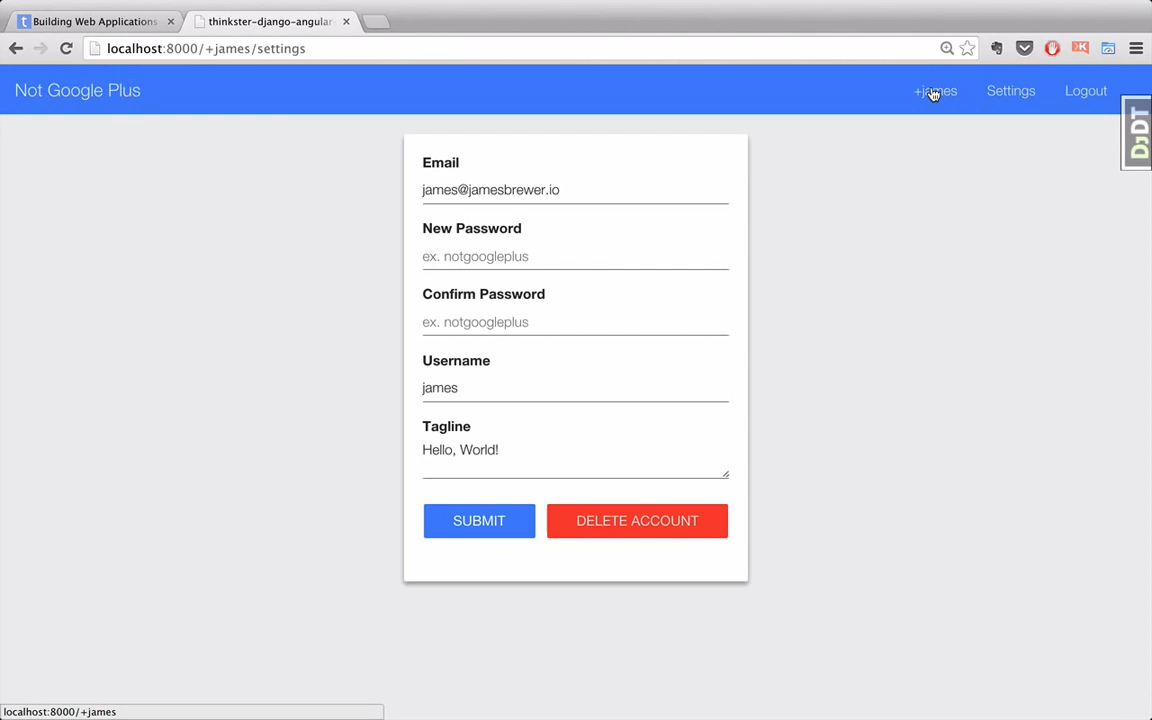 Building Web Applications
thinkster-django-angular
localhost:8000/+james/settings
Not Google Plus
+james
Settings
Logout
DjDT
Email
james@jamesbrewer.io
New Password
ex. notgoogleplus
Confirm Password
ex. notgoogleplus
Username
james
Tagline
Hello, World!
SUBMIT
DELETE ACCOUNT
localhost:8000/+james